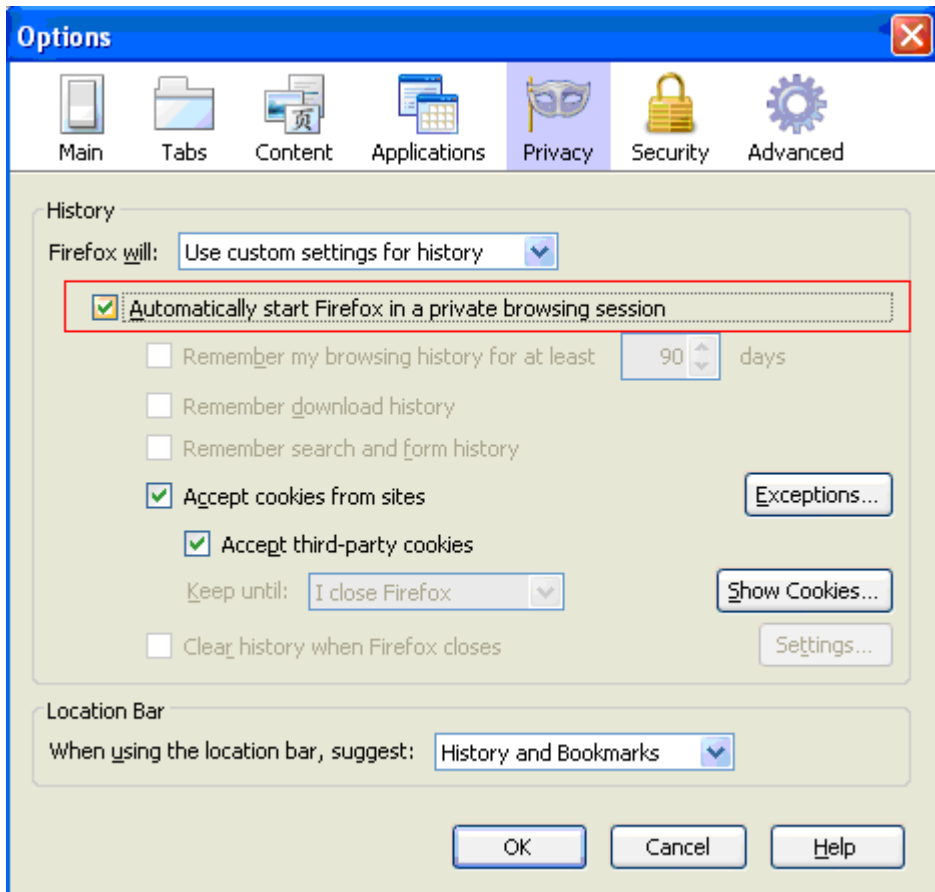 Options
Main Tabs Content Applications Privacy Security Advanced
页
History
Firefox will: Use custom settings for history
Automatically start Firefox in a private browsing session
Remember my browsing history for at least 90 days
Remember download history
Remember search and form history
Accept cookies from sites Exceptions...
Accept third-party cookies
Keep until: I close Firefox Show Cookies...
Clear history when Firefox closes Settings...
Location Bar
When using the location bar, suggest: History and Bookmarks
OK Cancel Help